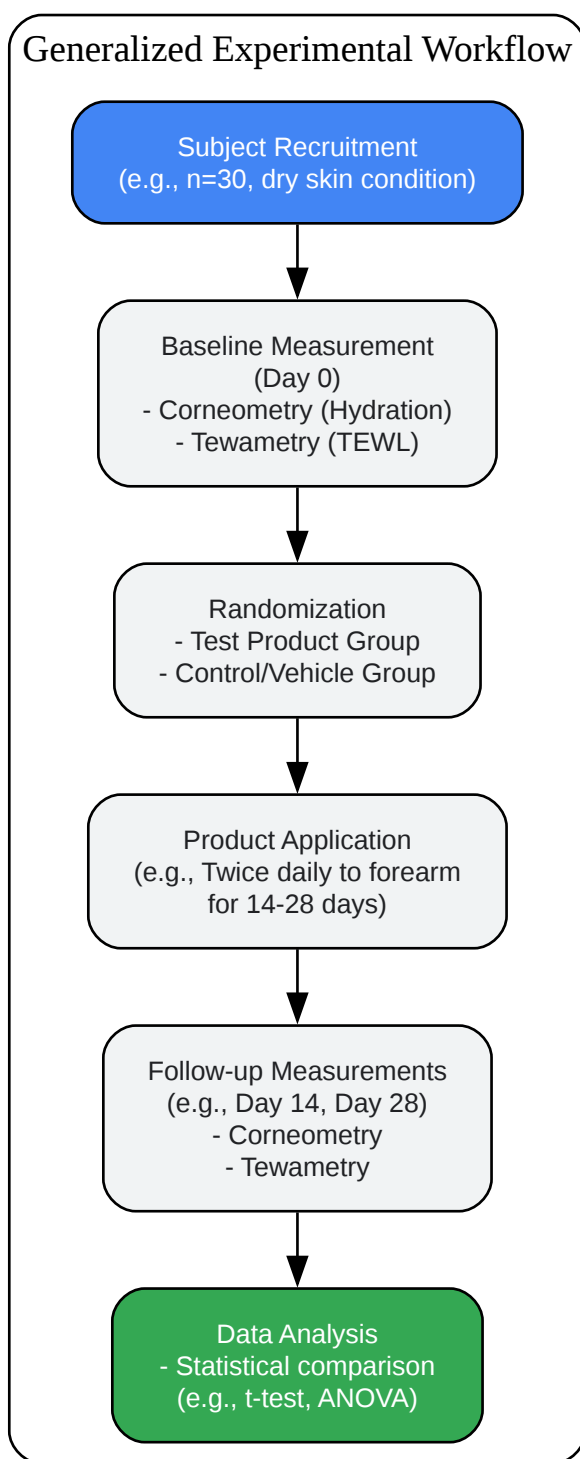 Generalized Experimental Workflow
Subject Recruitment
(e.g., n=30, dry skin condition)
Baseline Measurement
(Day 0)
- Corneometry (Hydration)
- Tewametry (TEWL)
Randomization
- Test Product Group
- Control/Vehicle Group
Product Application
(e.g., Twice daily to forearm
for 14-28 days)
Follow-up Measurements
(e.g., Day 14, Day 28)
- Corneometry
- Tewametry
Data Analysis
- Statistical comparison
(e.g., t-test, ANOVA)